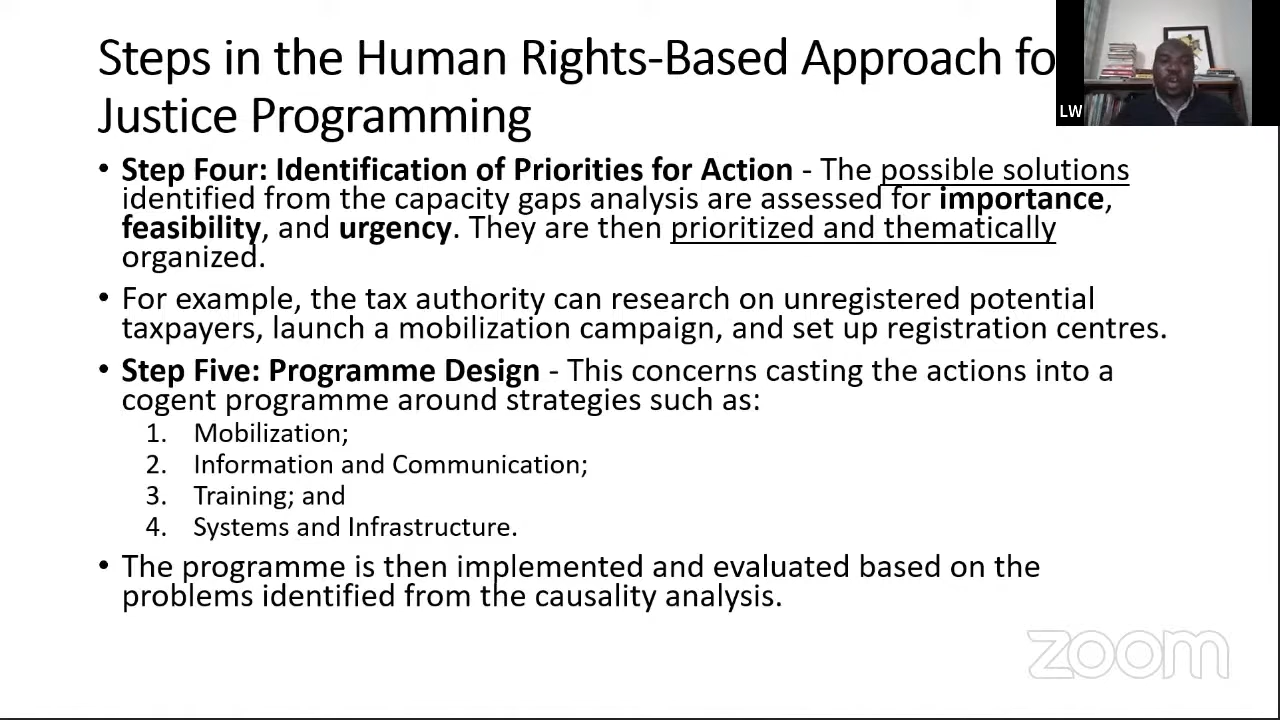 Steps in the Human Rights-Based Approach fo
Justice Programming
LW
• Step Four: Identification of Priorities for Action - The possible solutions
identified from the capacity gaps analysis are assessed for importance,
feasibility, and urgency. They are then prioritized and thematically
organized.
• For example, the tax authority can research on unregistered potential
taxpayers, launch a mobilization campaign, and set up registration centres.
• Step Five: Programme Design - This concerns casting the actions into a
cogent programme around strategies such as:
1. Mobilization;
2. Information and Communication;
3. Training; and
4. Systems and Infrastructure.
• The programme is then implemented and evaluated based on the
problems identified from the causality analysis.
zoom